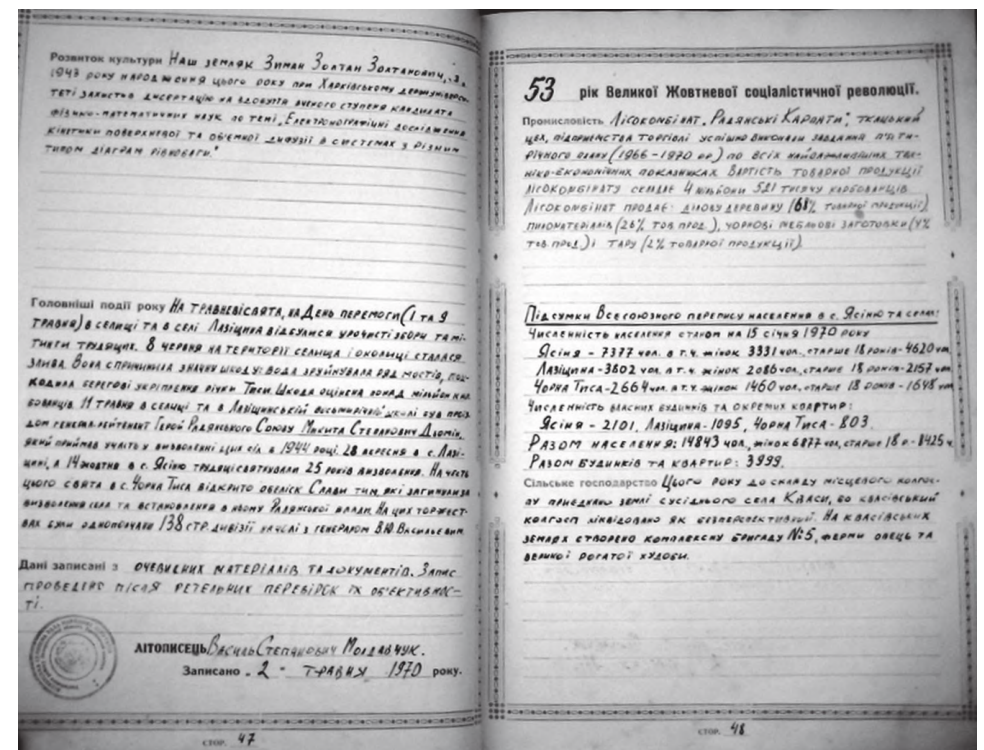 Розвиток культури Наш земляк Зиман Золтан Золтанович, з
1943 року народження цього року при Харківському держуніверси-
теті захистив дисертацію на здобуття вченого ступеня кандидата
фізико-математичних наук по темі „Електронографічні дослідження
кінетики поверхневої та об'ємної дифузії в системах з різним
типом діаграм рівноваги."
Головніші події року На травневі свята, на День перемоги (1 та 9
травня) в селищі та в селі Лазіщина відбулися урочисті збори та мі-
тинги трудящих. 8 червня на території селища і околиці сталася
злива. Вона спричинила значну шкоду: вода зруйнувала ряд мостів, пош-
кодила берегові укріплення річки Тиси. Шкода оцінена понад мільйон кар-
бованців. 11 травня в селищі та в Лазіщинській восьмирічній школі був проїз-
дом генерал-лейтенант Герой Радянського Союзу Микита Степанович Дьомін,
який приймав участь у визволенні цих сіл в 1944 році. 28 вересня в с. Лазі-
щині, а 14 жовтня в с. Ясіню трудящі святкували 25 років визволення. На честь
цього свята в с. Чорна Тиса відкрито обеліск Слави тим, які загинули за
визволення села та встановлення в ньому Радянської влади. На цих торжест-
вах були однополчани 138 стр. дивізії на чолі з генералом В.Ю. Васильєвим
Дані записані з очевидних матеріалів та документів. Запис
проведено після ретельних перевірок їх об'єктивнос-
ті.
ЛІТОПИСЕЦЬ Василь Степанович Молдавчук.
Записано „2" травня 1970 року.
СТОР. 47
53 рік Великої Жовтневої соціалістичної революції.
Промисловість Лісокомбінат „Радянські Карпати", ткацький
цех, підприємства торгівлі успішно виконали завдання п'яти-
річного плану (1966-1970 рр) по всіх найважливіших тех-
ніко-економічних показниках. Вартість товарної продукції
лісокомбінату складає 4 мільйони 521 тисячу карбованців
Лісокомбінат продає: ділову деревину (68% товарної продукції)
пиломатеріалів (26% тов. прод.), чорнові меблеві заготовки (4%
тов. прод.) і тару (2% товарної продукції).
Підсумки Всесоюзного перепису населення в с. Ясіню та селах:
Численність населення станом на 15 січня 1970 року
Ясіня - 7377 чол. в т.ч. жінок 3331 чол., старше 18 років - 4620 чол.
Лазіщина - 3602 чол. в т.ч. жінок 2086 чол., старше 18 років - 2157 чол.
Чорна Тиса - 2664 чол. в т.ч. жінок 1460 чол., старше 18 років - 1648 чол.
Численність власних будинків та окремих квартир:
Ясіня - 2101, Лазіщина - 1095, Чорна Тиса - 803.
Разом населення: 14843 чол., жінок 6877 чол., старше 18 р. - 8425 ч.
Разом будинків та квартир: 3999.
Сільське господарство Цього року до складу місцевого колгос-
пу приєднано землі сусіднього села Кваси, бо квасівський
колгосп ліквідовано як безперспективний. На квасівських
землях створено комплексну бригаду №5, ферми овець та
великої рогатої худоби.
СТОР. 48